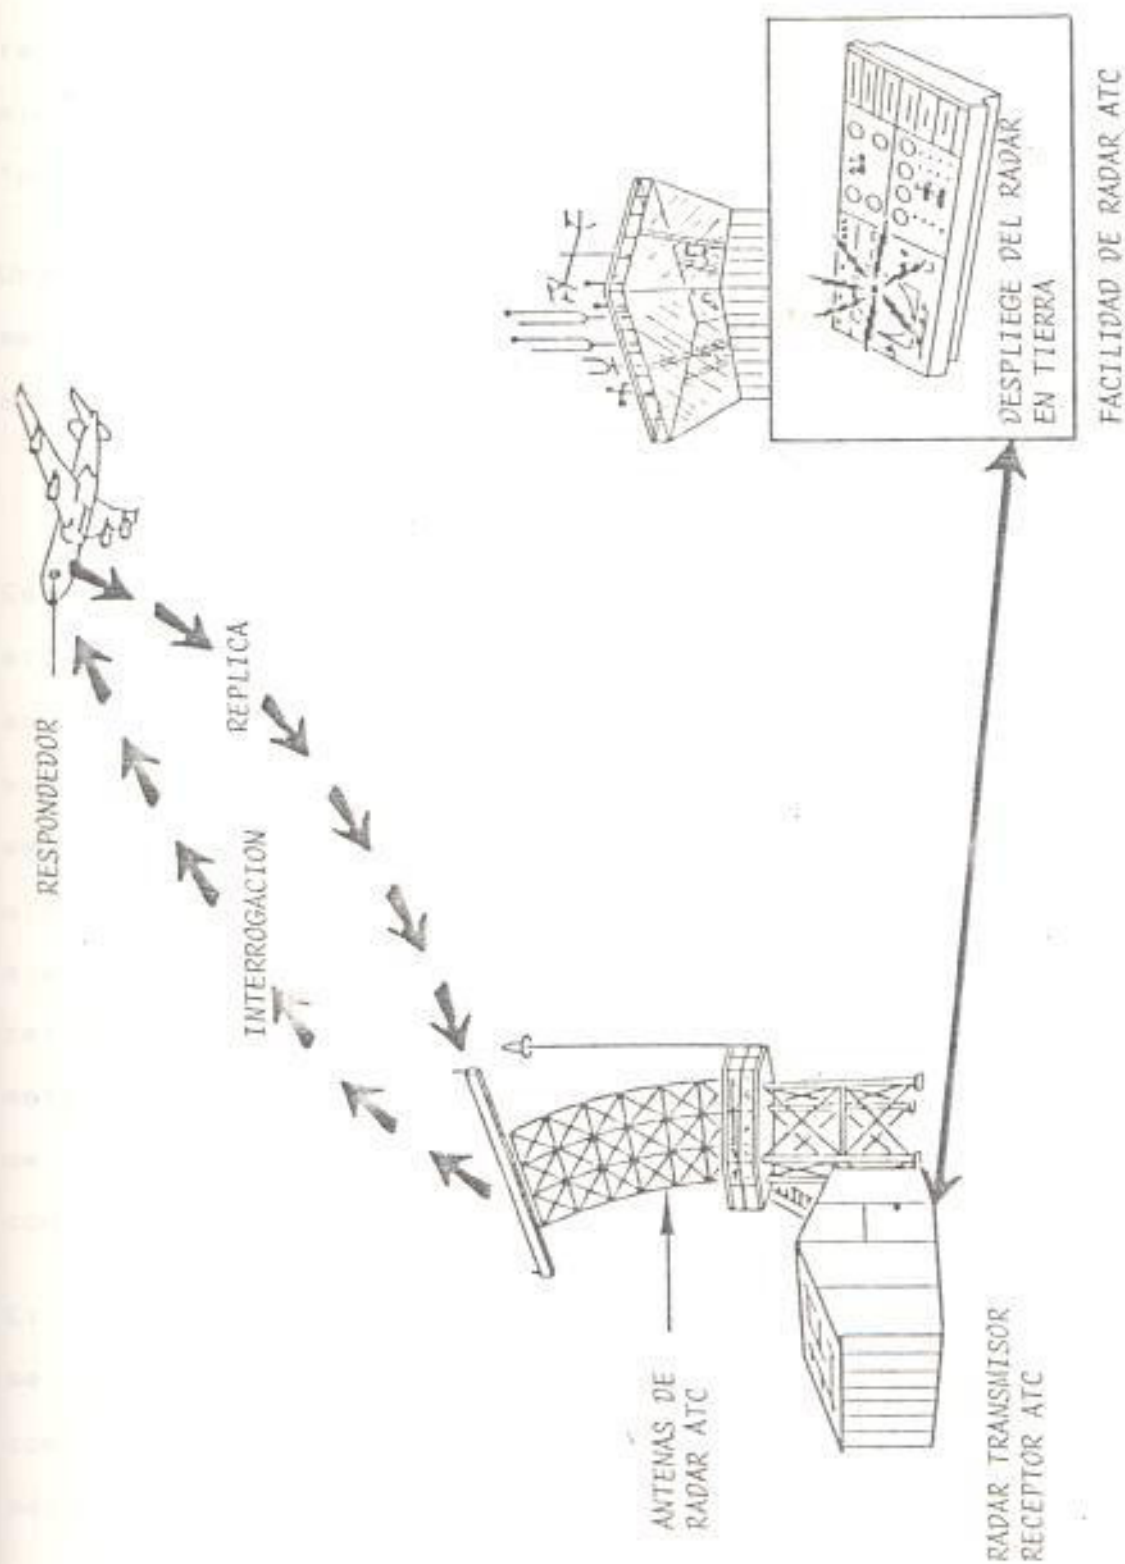 RESPONDEDOR
REPLICA
INTERROGACION
ANTENAS DE
RADAR ATC
RADAR TRANSMISOR
RECEPTOR ATC
DESPLIEGE DEL RADAR
EN TIERRA
FACILIDAD DE RADAR ATC